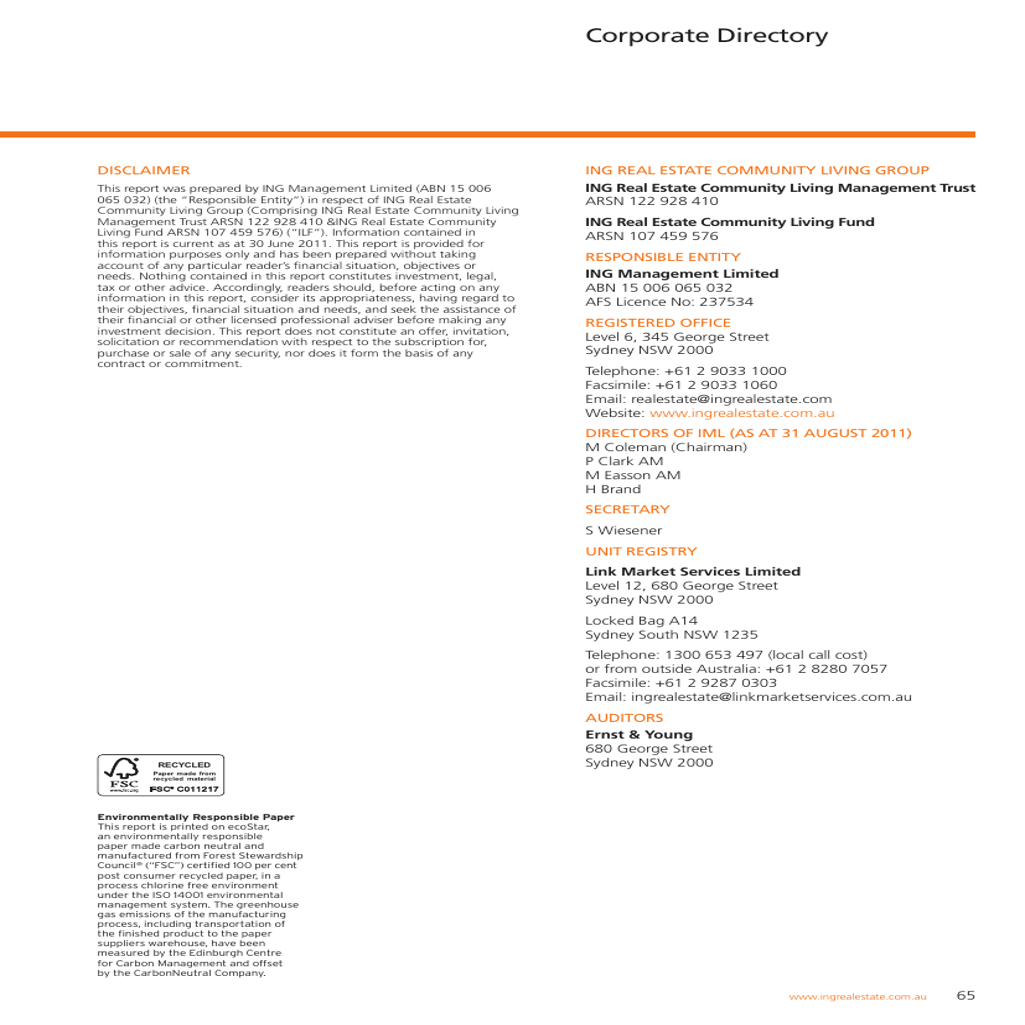 Corporate Directory
DISCLAIMER
This report was prepared by ING Management Limited (ABN 15 006
065 032) (the “Responsible Entity”) in respect of ING Real Estate
Community Living Group (Comprising ING Real Estate Community Living
Management Trust ARSN 122 928 410 &ING Real Estate Community
Living Fund ARSN 107 459 576) (“ILF”). Information contained in
this report is current as at 30 June 2011. This report is provided for
information purposes only and has been prepared without taking
account of any particular reader’s financial situation, objectives or
needs. Nothing contained in this report constitutes investment, legal,
tax or other advice. Accordingly, readers should, before acting on any
information in this report, consider its appropriateness, having regard to
their objectives, financial situation and needs, and seek the assistance of
their financial or other licensed professional adviser before making any
investment decision. This report does not constitute an offer, invitation,
solicitation or recommendation with respect to the subscription for,
purchase or sale of any security, nor does it form the basis of any
contract or commitment.
RECYCLED
Paper made from
recycled material
FSC
www.fsc.org
FSC® C011217
Environmentally Responsible Paper
This report is printed on ecoStar,
an environmentally responsible
paper made carbon neutral and
manufactured from Forest Stewardship
Council® (“FSC”) certified 100 per cent
post consumer recycled paper, in a
process chlorine free environment
under the ISO 14001 environmental
management system. The greenhouse
gas emissions of the manufacturing
process, including transportation of
the finished product to the paper
suppliers warehouse, have been
measured by the Edinburgh Centre
for Carbon Management and offset
by the CarbonNeutral Company.
ING REAL ESTATE COMMUNITY LIVING GROUP
ING Real Estate Community Living Management Trust
ARSN 122 928 410
ING Real Estate Community Living Fund
ARSN 107 459 576
RESPONSIBLE ENTITY
ING Management Limited
ABN 15 006 065 032
AFS Licence No: 237534
REGISTERED OFFICE
Level 6, 345 George Street
Sydney NSW 2000
Telephone: +61 2 9033 1000
Facsimile: +61 2 9033 1060
Email: realestate@ingrealestate.com
Website: www.ingrealestate.com.au
DIRECTORS OF IML (AS AT 31 AUGUST 2011)
M Coleman (Chairman)
P Clark AM
M Easson AM
H Brand
SECRETARY
S Wiesener
UNIT REGISTRY
Link Market Services Limited
Level 12, 680 George Street
Sydney NSW 2000
Locked Bag A14
Sydney South NSW 1235
Telephone: 1300 653 497 (local call cost)
or from outside Australia: +61 2 8280 7057
Facsimile: +61 2 9287 0303
Email: ingrealestate@linkmarketservices.com.au
AUDITORS
Ernst & Young
680 George Street
Sydney NSW 2000
www.ingrealestate.com.au 65